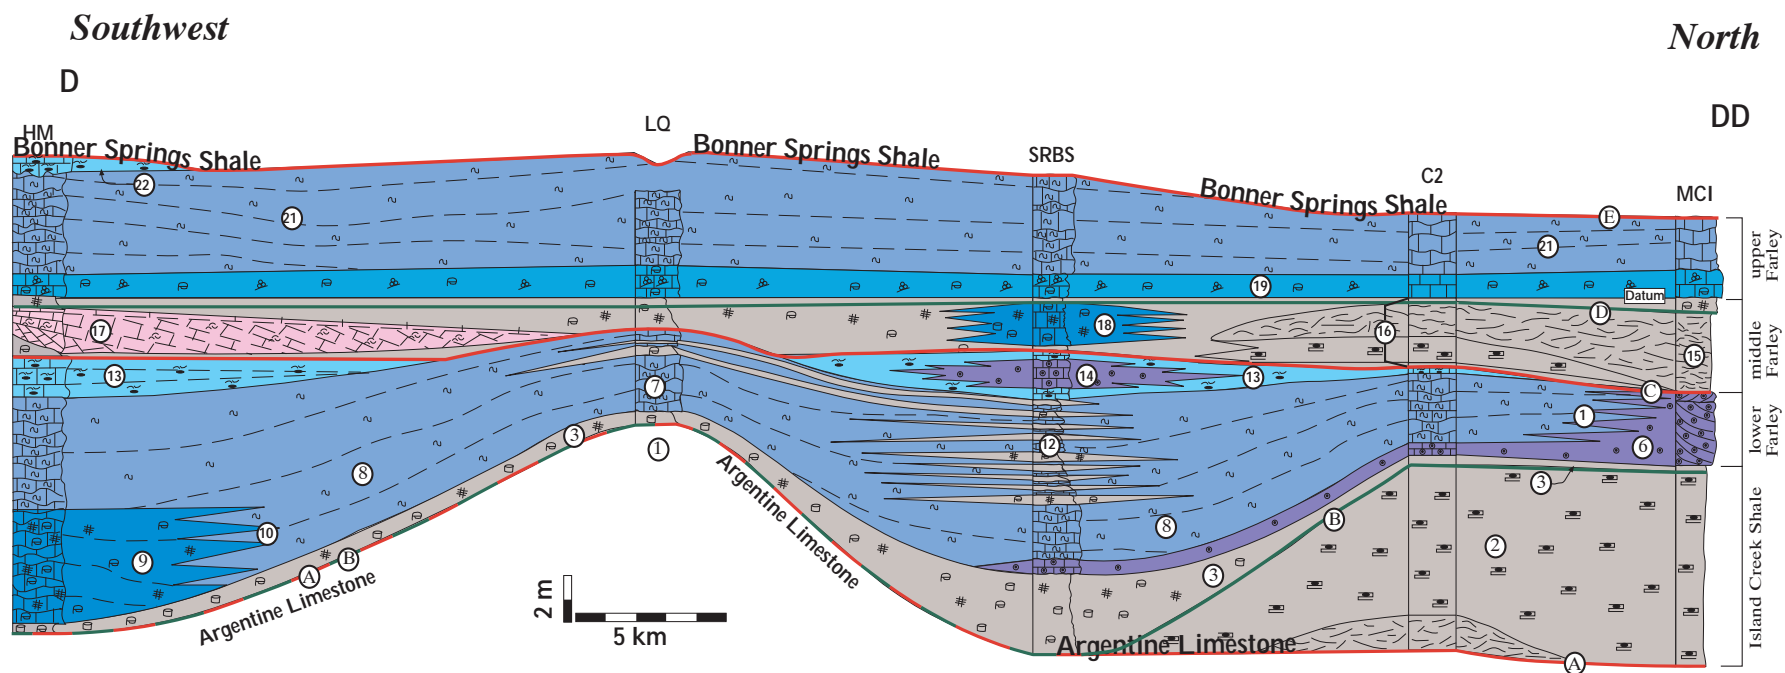 Southwest
North
D
DD
HM
LQ
SRBS
C2
MCI
Bonner Springs Shale
Bonner Springs Shale
Bonner Springs Shale
22
21
E
21
19
Datum
D
17
18
16
15
13
14
13
C
7
1
3
1
12
6
8
3
10
8
B
9
2
A
B
3
Argentine Limestone
Argentine Limestone
Argentine Limestone
A
2 m
5 km
upper
Farley
middle
Farley
lower
Farley
Island Creek Shale